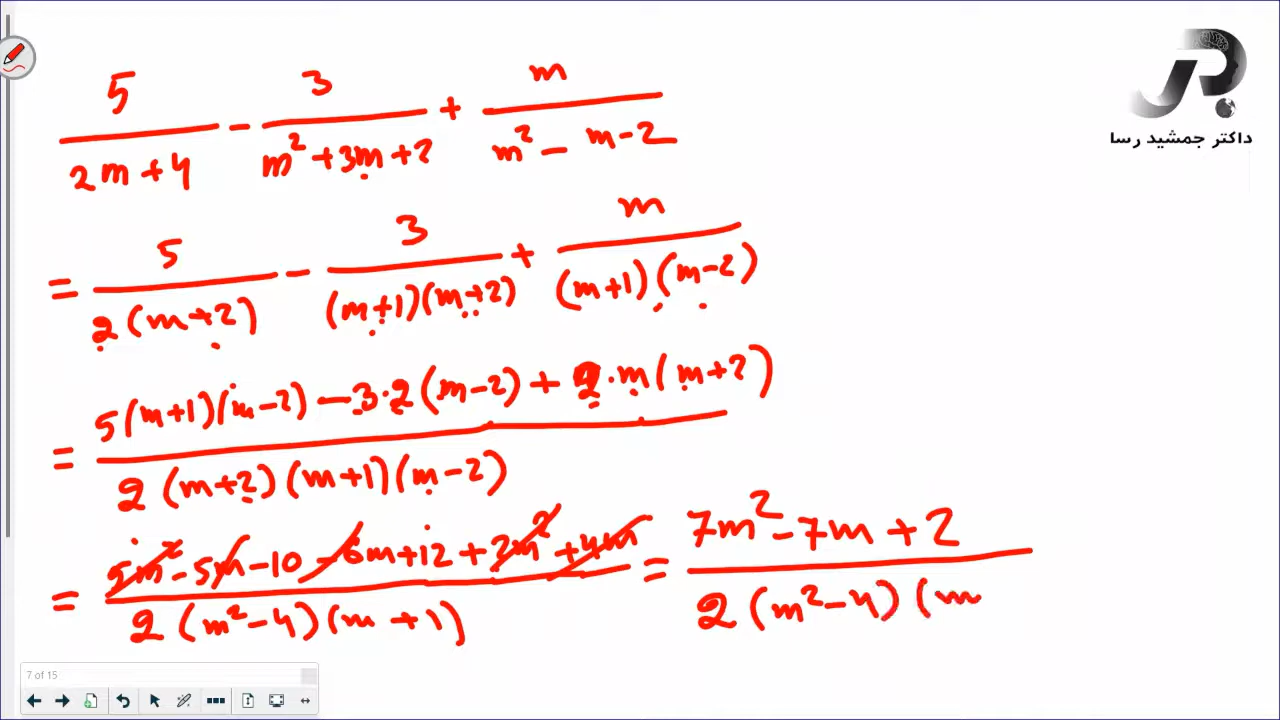 داکتر جمشید رسا
5/(2m+4) - 3/(m²+3m+2) + m/(m²-m-2)
= 5/(2(m+2)) - 3/((m+1)(m+2)) + m/((m+1)(m-2))
= (5(m+1)(m-2) - 3·2(m-2) + 2·m(m+2))/(2(m+2)(m+1)(m-2))
= (5m²-5m-10-6m+12+2m²+4m)/(2(m²-4)(m+1)) = (7m²-7m+2)/(2(m²-4)(m
7 of 15